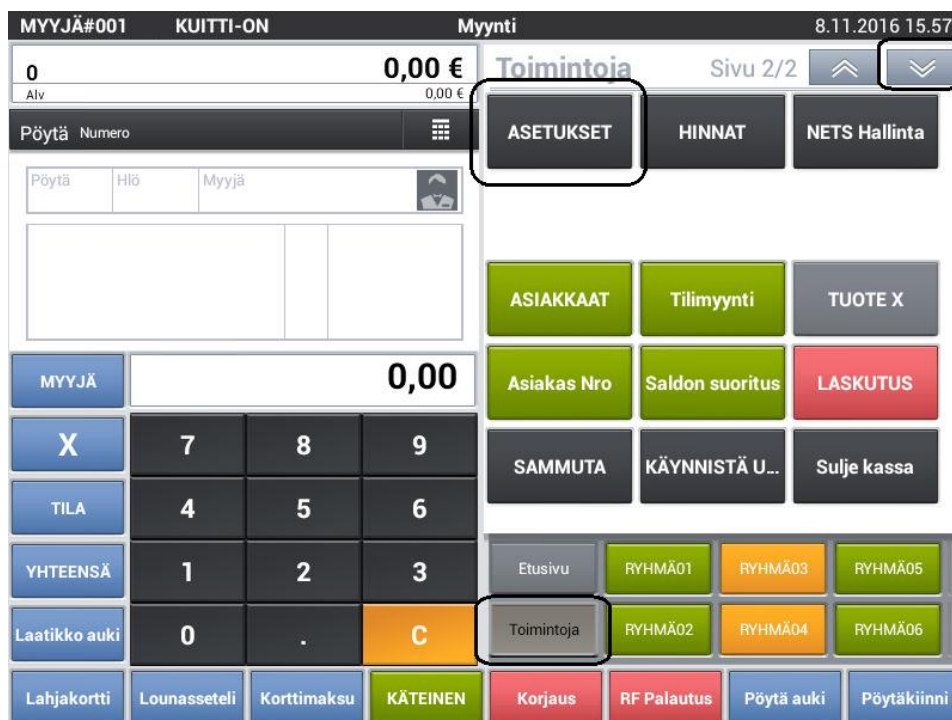 MYYJÄ#001 KUITTI-ON Myynti 8.11.2016 15.57
0 0,00 €
Alv 0,00 €
Pöytä Numero
Pöytä Hlö Myyjä
MYYJÄ 0,00
X 7 8 9
TILA 4 5 6
YHTEENSÄ 1 2 3
Laatikko auki 0 . C
Toimintoja Sivu 2/2
ASETUKSET HINNAT NETS Hallinta
ASIAKKAAT Tilimyynti TUOTE X
Asiakas Nro Saldon suoritus LASKUTUS
SAMMUTA KÄYNNISTÄ U... Sulje kassa
Etusivu RYHMÄ01 RYHMÄ03 RYHMÄ05
Toimintoja RYHMÄ02 RYHMÄ04 RYHMÄ06
Lahjakortti Lounasseteli Korttimaksu KÄTEINEN Korjaus RF Palautus Pöytä auki Pöytäkiinni